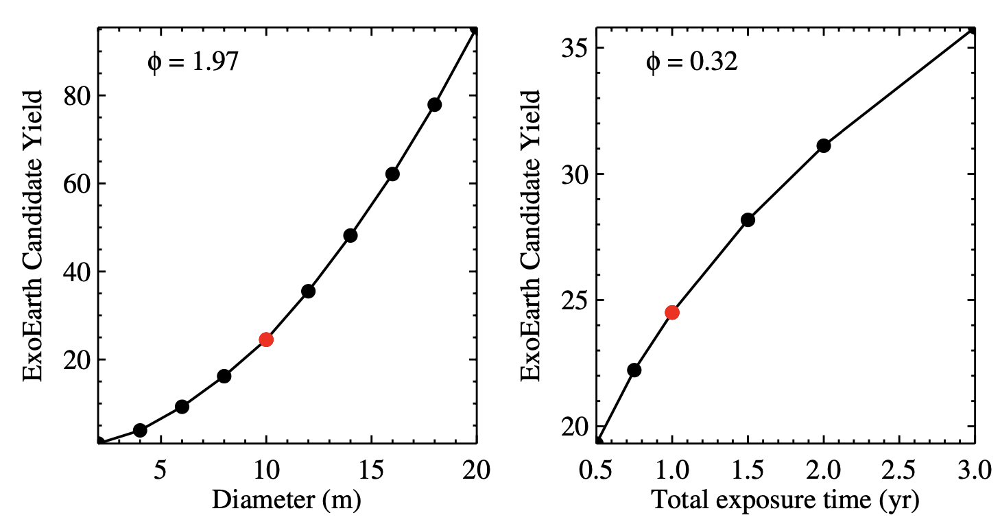 ϕ = 1.97
ExoEarth Candidate Yield
80
60
40
20
5 10 15 20
Diameter (m)
ϕ = 0.32
ExoEarth Candidate Yield
35
30
25
20
0.5 1.0 1.5 2.0 2.5 3.0
Total exposure time (yr)